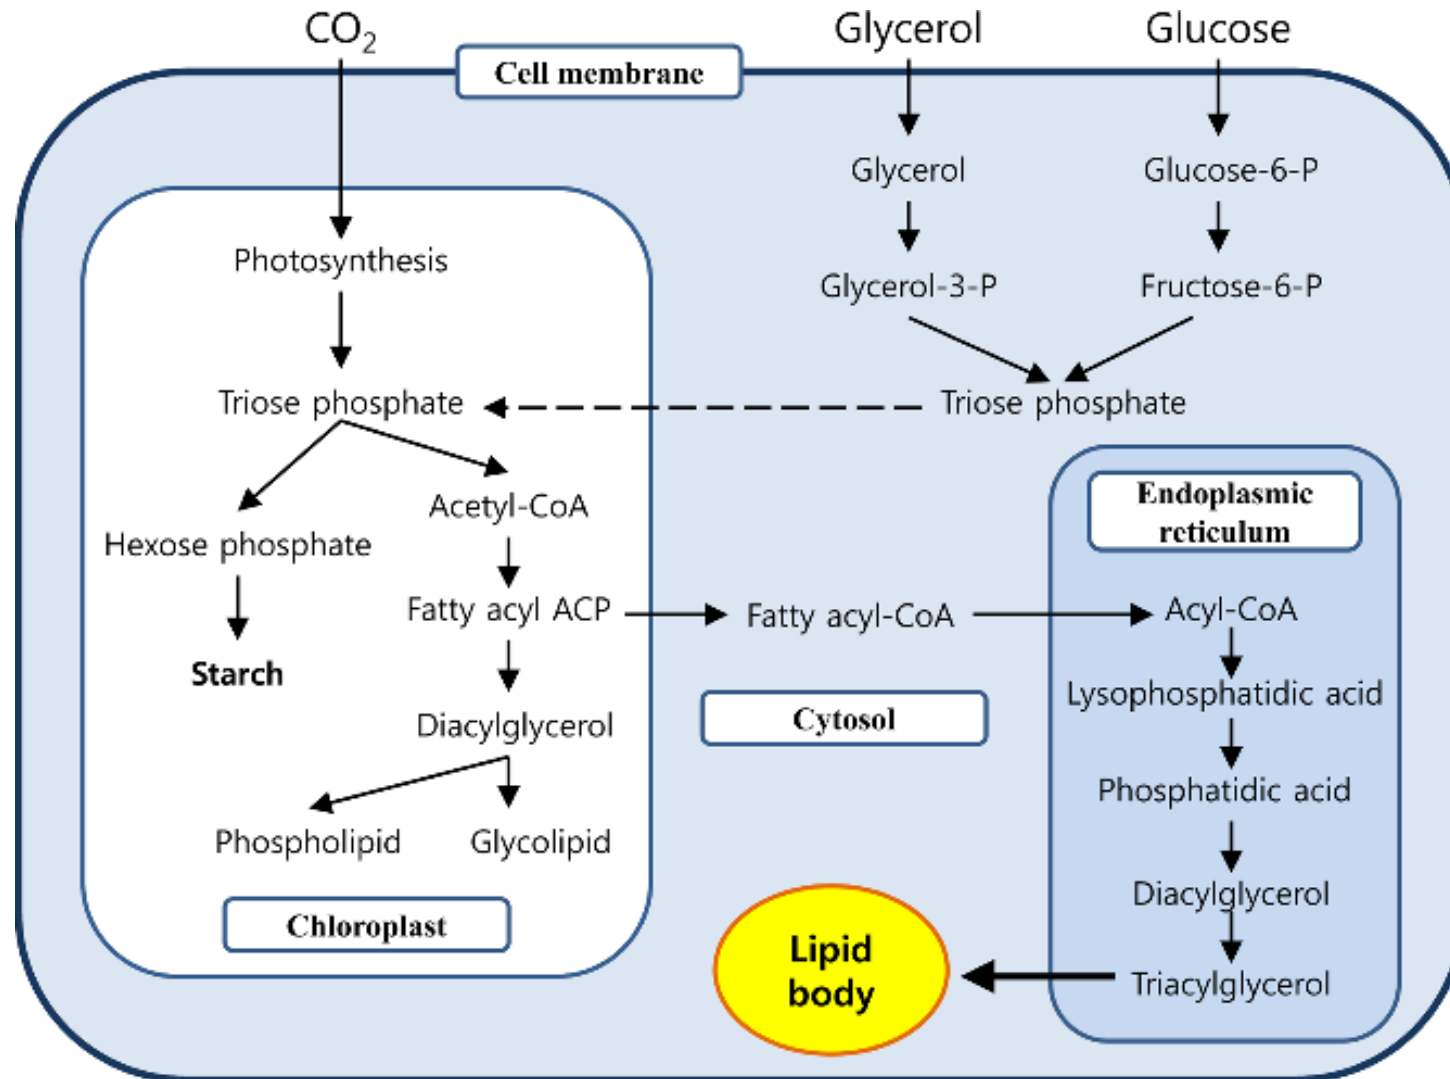 CO2
Glycerol
Glucose
Cell membrane
Glycerol
Glucose-6-P
Photosynthesis
Glycerol-3-P
Fructose-6-P
Triose phosphate
Triose phosphate
Acetyl-CoA
Hexose phosphate
Endoplasmic
reticulum
Fatty acyl ACP
Fatty acyl-CoA
Acyl-CoA
Starch
Lysophosphatidic acid
Diacylglycerol
Cytosol
Phosphatidic acid
Phospholipid
Glycolipid
Diacylglycerol
Chloroplast
Lipid
body
Triacylglycerol